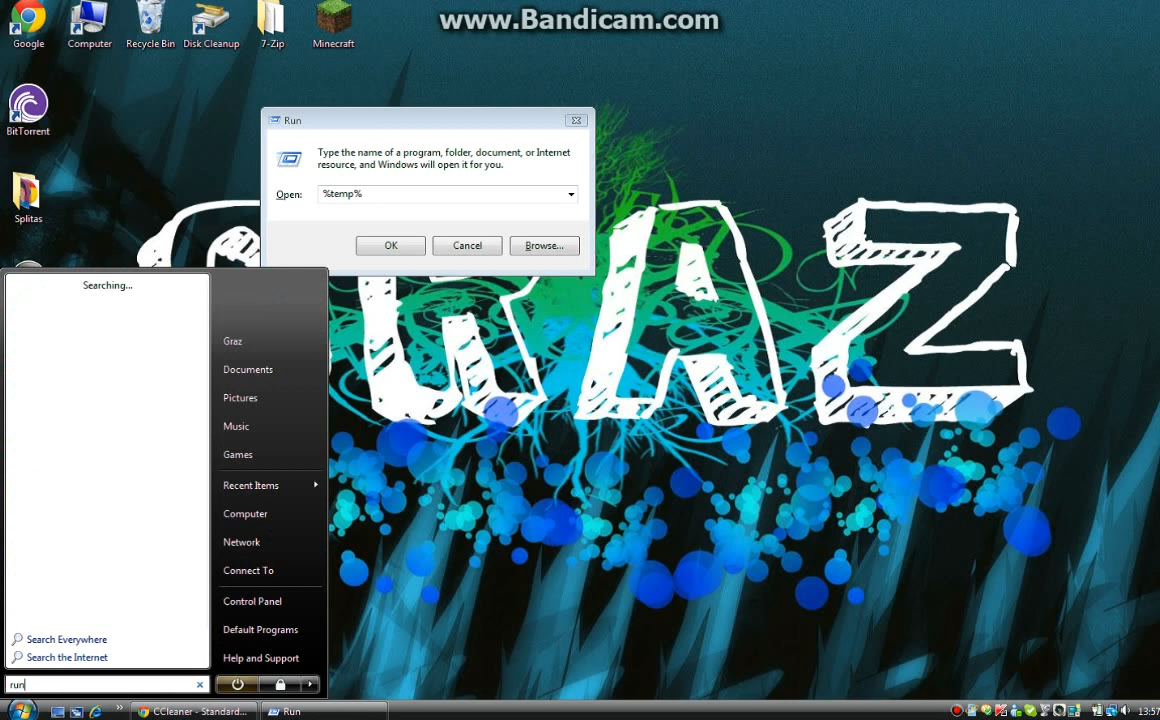 www.Bandicam.com
Google
Computer
Recycle Bin
Disk Cleanup
7-Zip
Minecraft
BitTorrent
Splitas
Run
Type the name of a program, folder, document, or Internet
resource, and Windows will open it for you.
Open:
%temp%
OK
Cancel
Browse...
Searching...
Graz
Documents
Pictures
Music
Games
Recent Items
Computer
Network
Connect To
Control Panel
Default Programs
Help and Support
Search Everywhere
Search the Internet
run
CCleaner - Standard...
Run
13:57